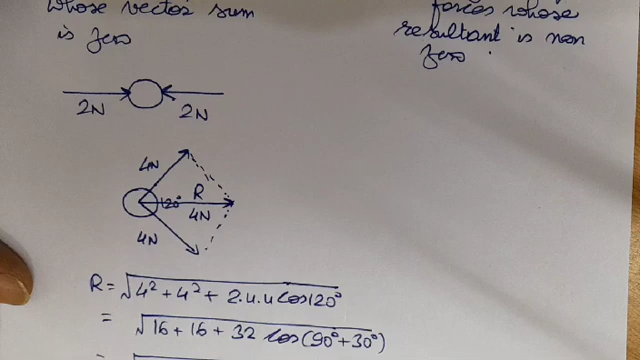 whose vector sum
is zero
forces whose
resultant is non
zero .
2N 2N
4N
120° R
4N
4N
R = √4² + 4² + 2.4.4 cos120°
= √16 + 16 + 32 cos(90°+30°)
=